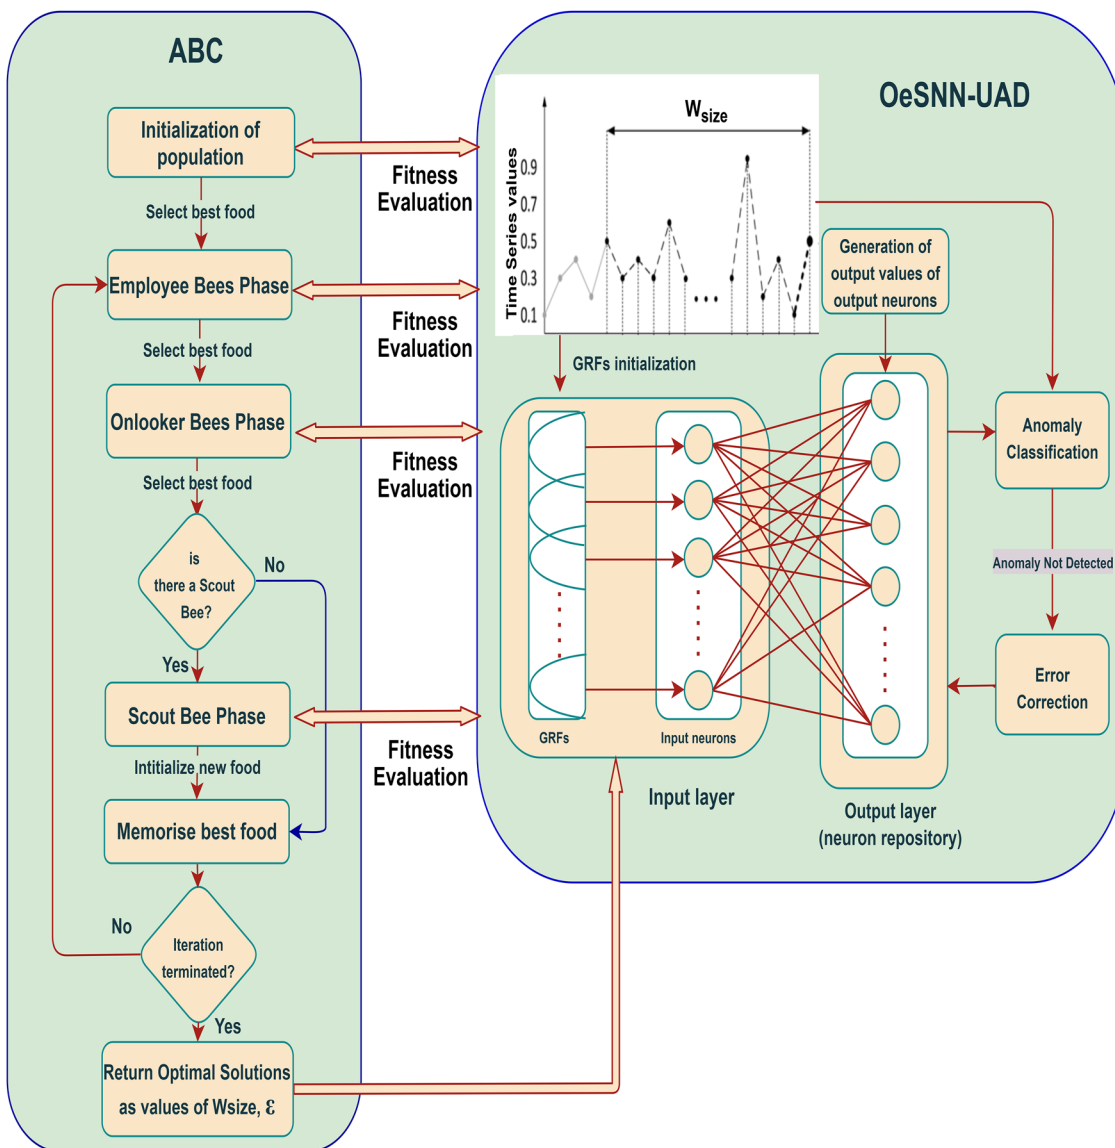 ABC
Initialization of
population
Select best food
Employee Bees Phase
Select best food
Onlooker Bees Phase
Select best food
is
there a Scout
Bee?
No
Yes
Scout Bee Phase
Intitialize new food
Memorise best food
No
Iteration
terminated?
Yes
Return Optimal Solutions
as values of Wsize, ε
Fitness
Evaluation
Fitness
Evaluation
Fitness
Evaluation
Fitness
Evaluation
OeSNN-UAD
Wsize
Time Series values
0.9
0.7
0.5
0.3
0.1
GRFs initialization
Generation of
output values of
output neurons
GRFs
Input neurons
Input layer
Output layer
(neuron repository)
Anomaly
Classification
Anomaly Not Detected
Error
Correction